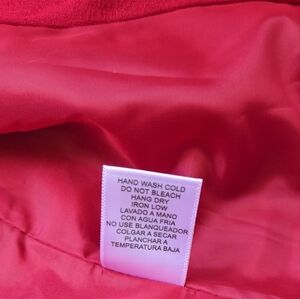 HAND WASH COLD
DO NOT BLEACH
HANG DRY
IRON LOW
LAVADO A MANO
CON AGUA FRIA
NO USE BLANQUEADOR
COLGAR A SECAR
PLANCHAR A
TEMPERATURA BAJA